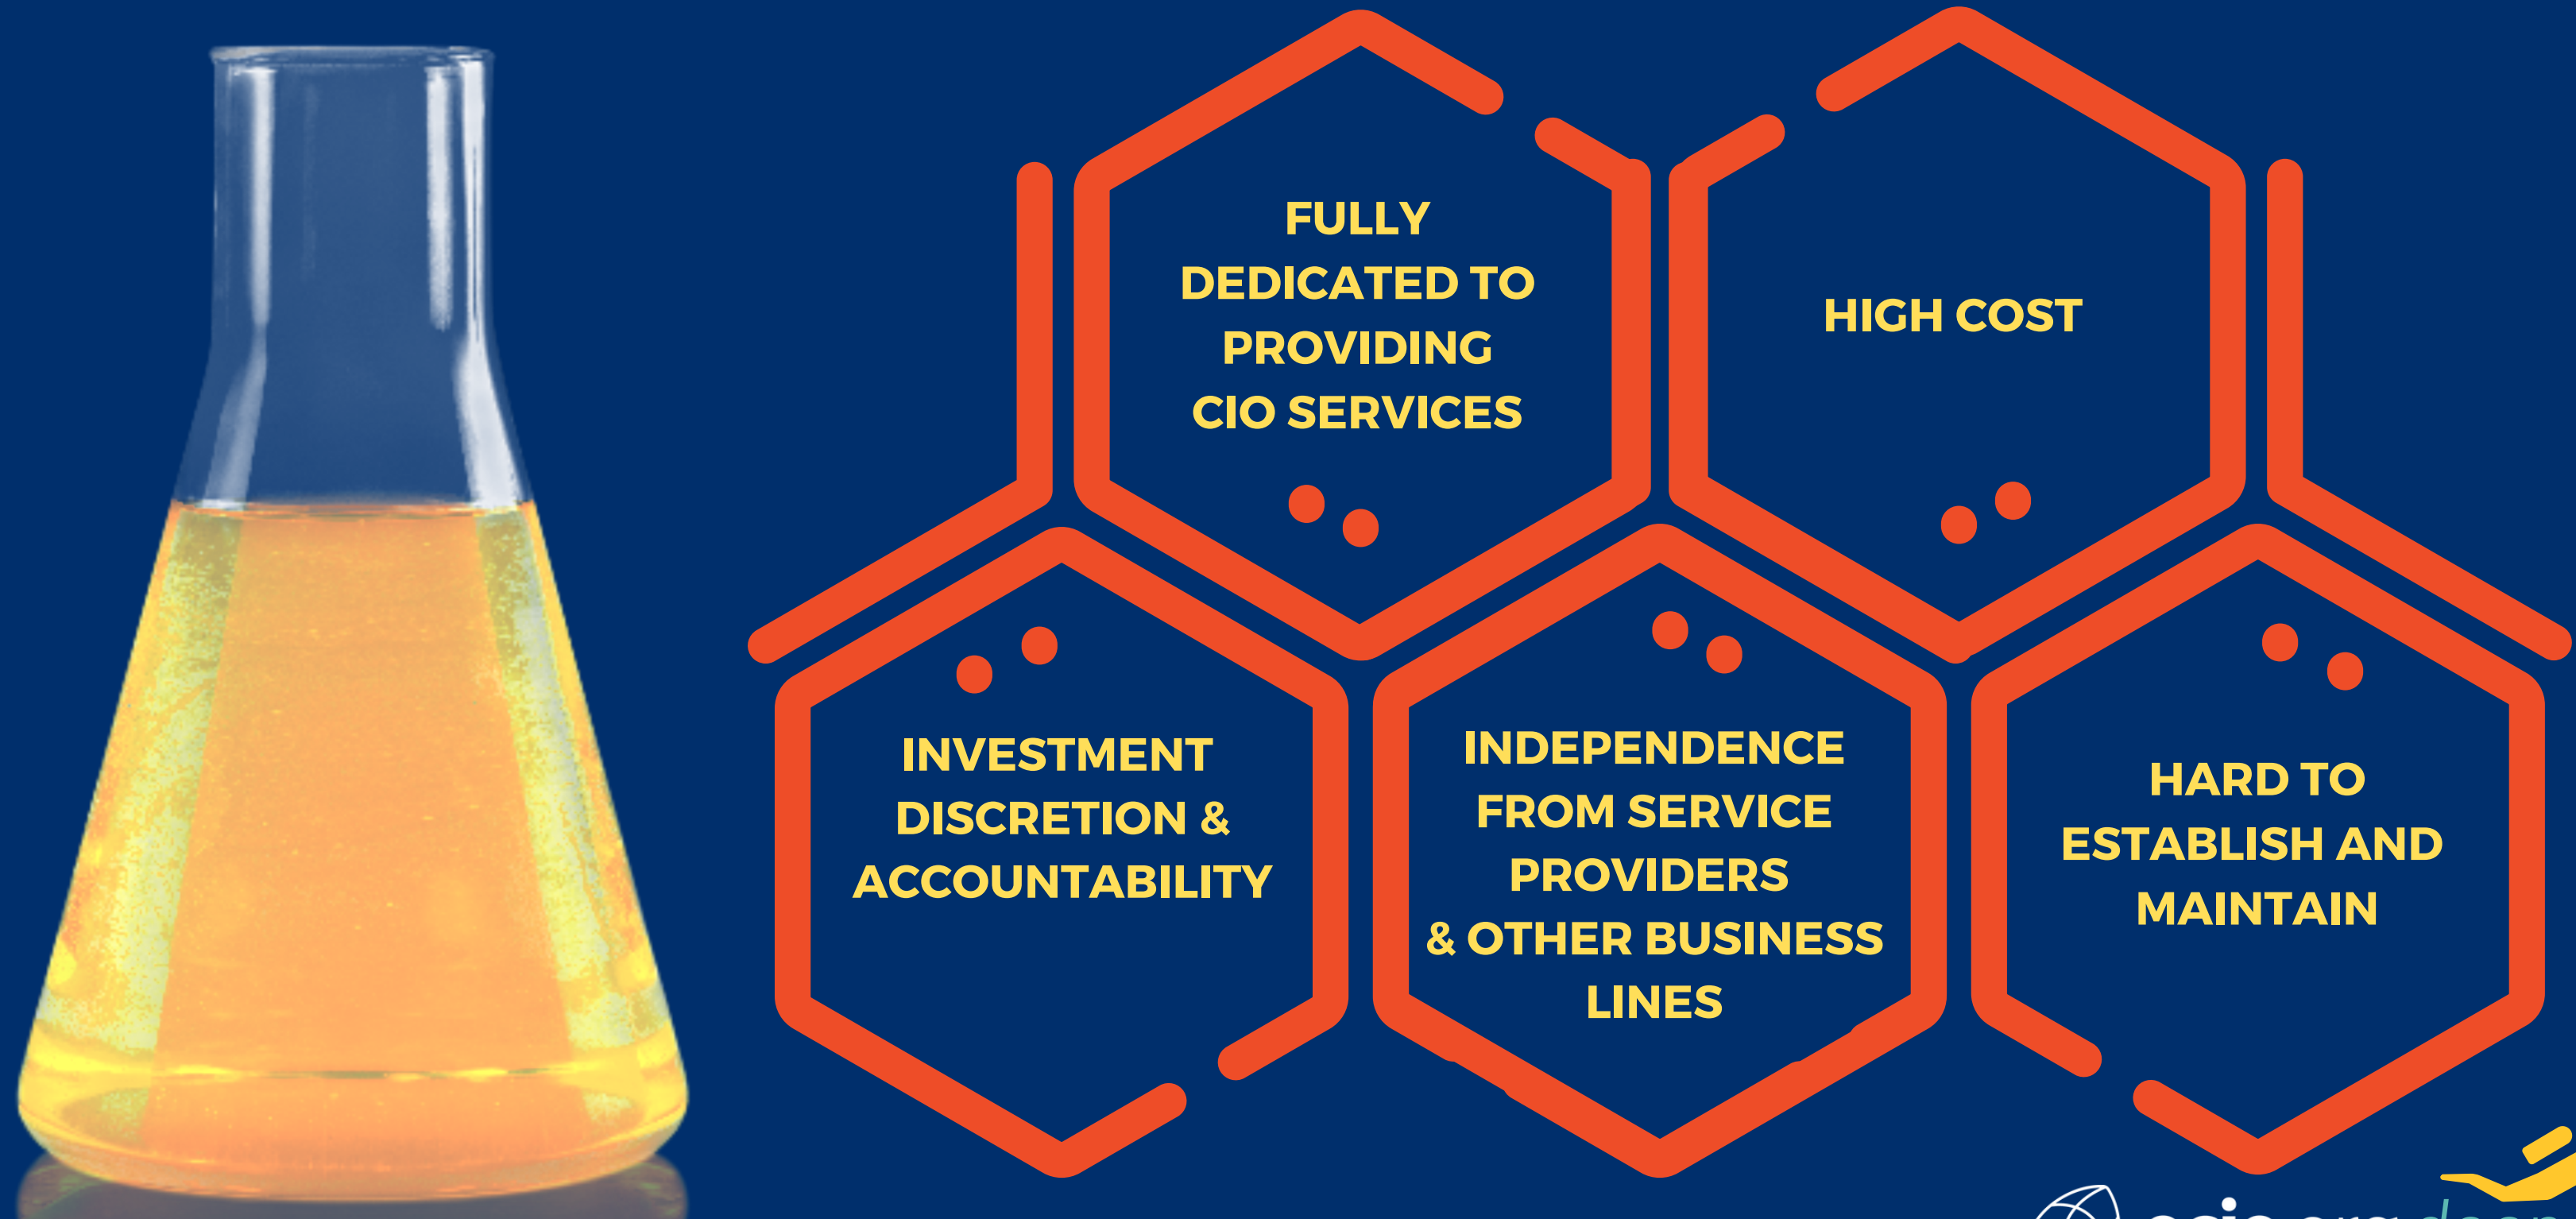 FULLY
DEDICATED TO
PROVIDING
CIO SERVICES
HIGH COST
INVESTMENT
DISCRETION &
ACCOUNTABILITY
INDEPENDENCE
FROM SERVICE
PROVIDERS
& OTHER BUSINESS
LINES
HARD TO
ESTABLISH AND
MAINTAIN